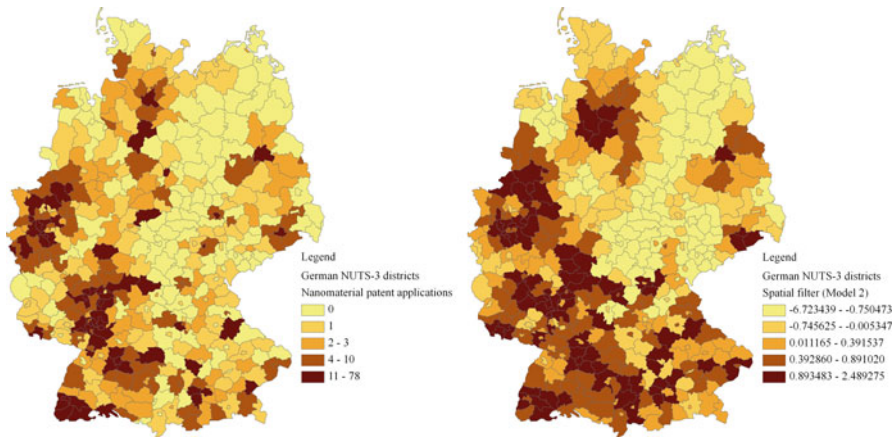 Legend
German NUTS-3 districts
Nanomaterial patent applications
0
1
2 - 3
4 - 10
11 - 78
Legend
German NUTS-3 districts
Spatial filter (Model 2)
-6.723439 - -0.750473
-0.745625 - -0.005347
0.011165 - 0.391537
0.392860 - 0.891020
0.893483 - 2.489275